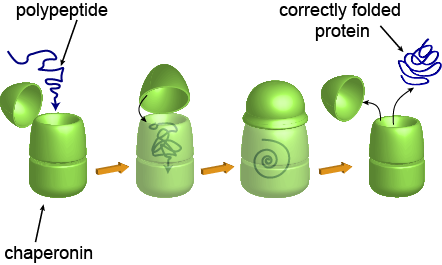 polypeptide
correctly folded
protein
chaperonin